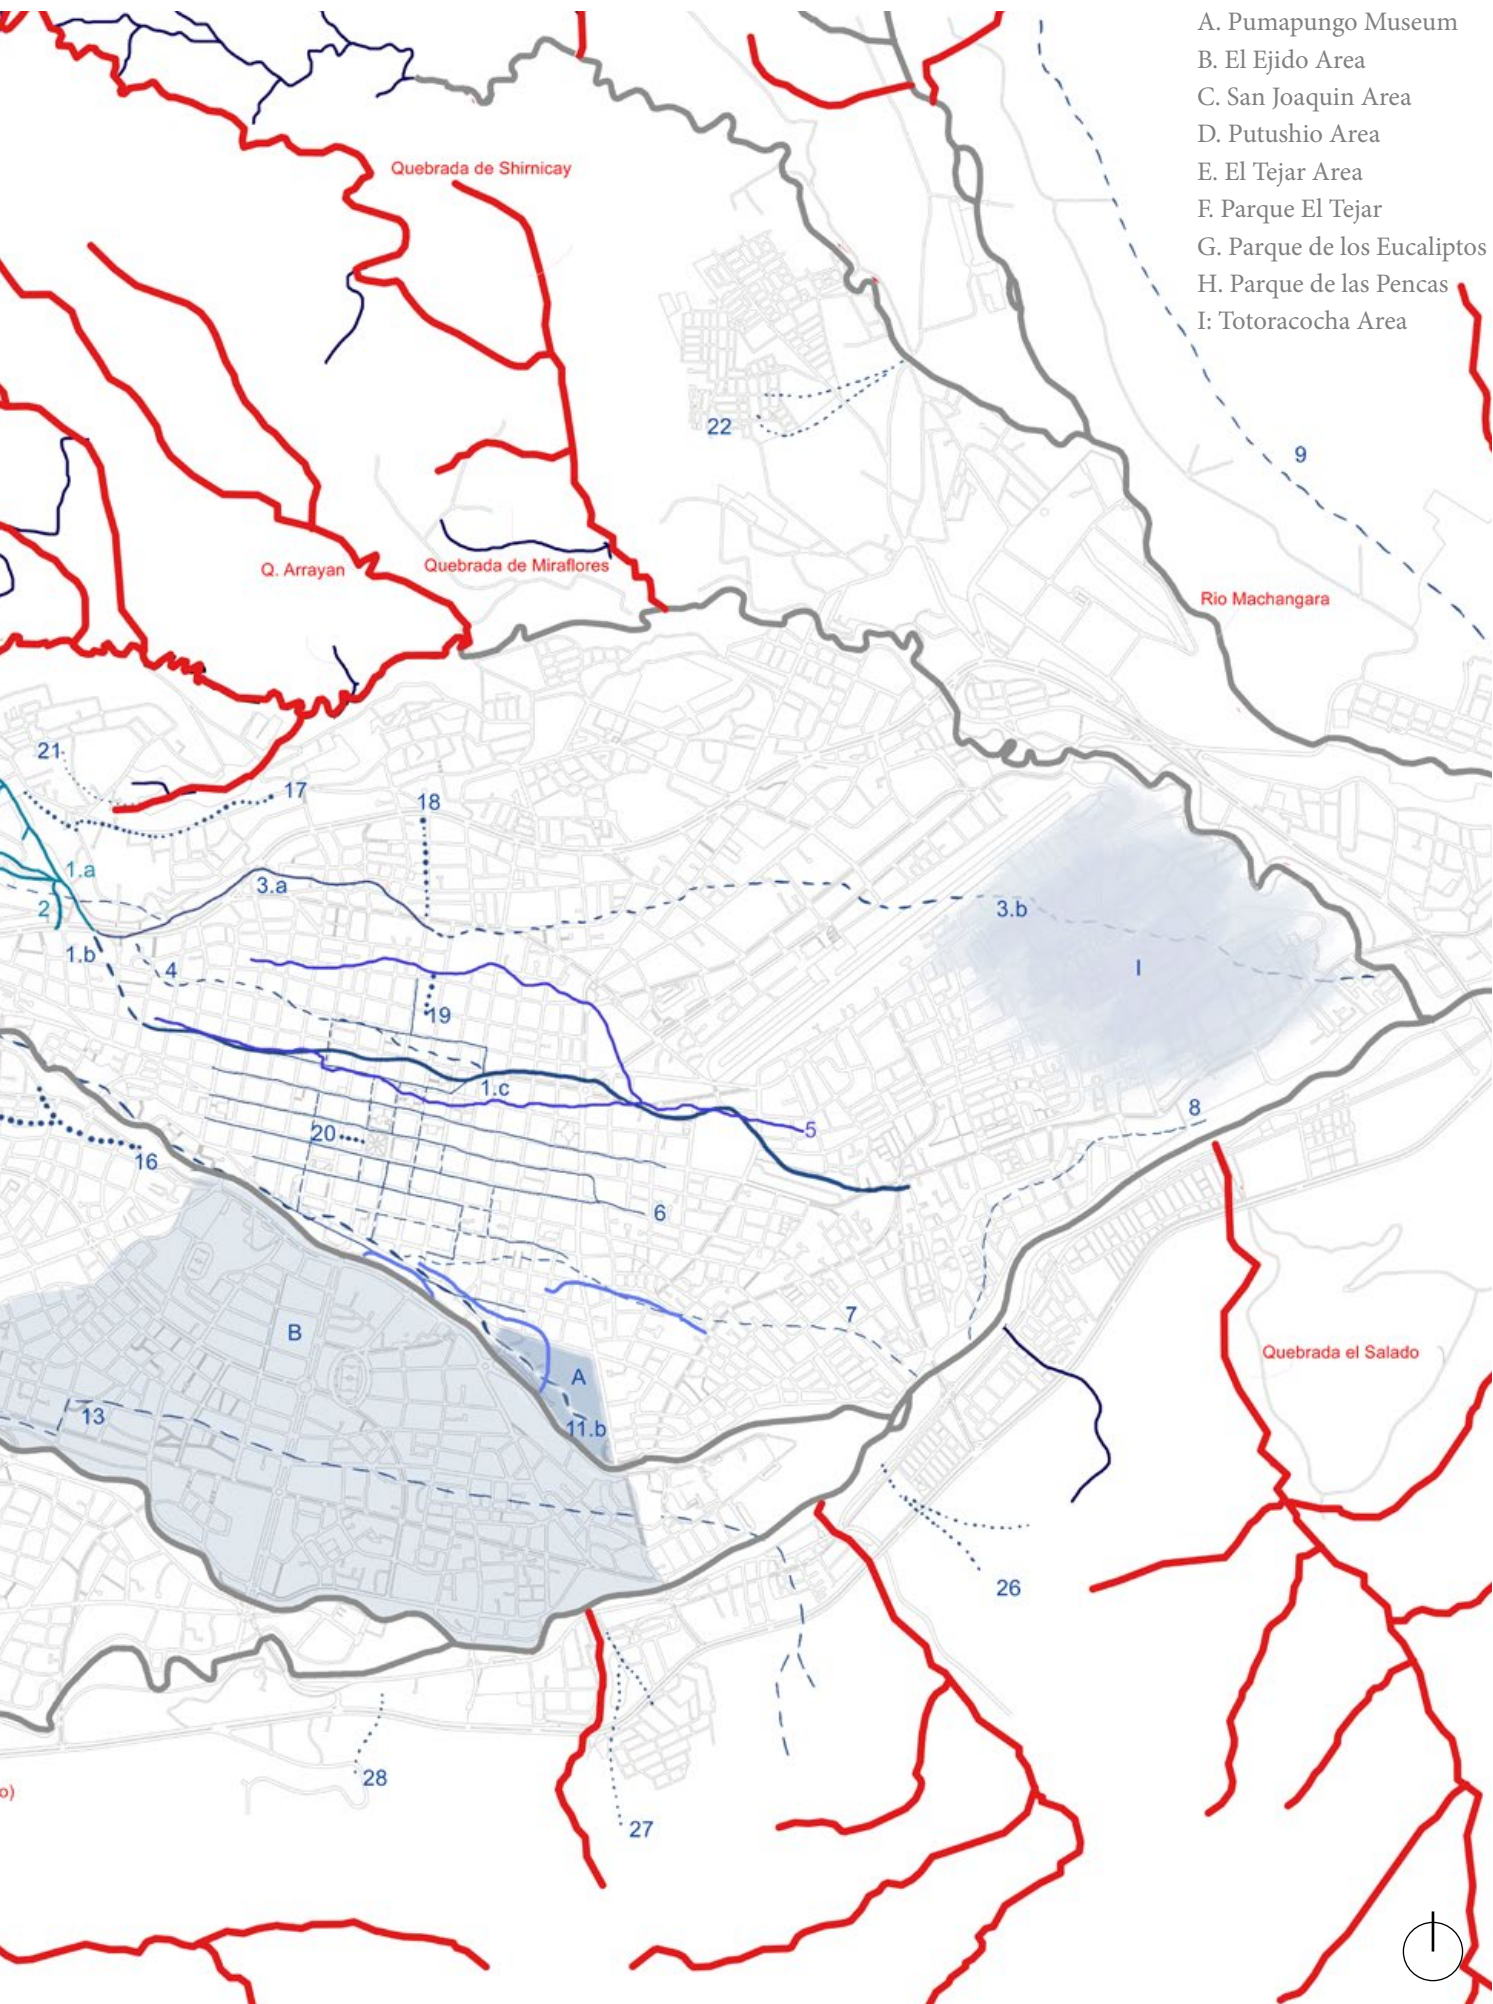 A. Pumapungo Museum
B. El Ejido Area
C. San Joaquin Area
D. Putushio Area
E. El Tejar Area
F. Parque El Tejar
G. Parque de los Eucaliptos
H. Parque de las Pencas
I: Totoracocha Area
Quebrada de Shirnicay
22
9
Q. Arrayan
Quebrada de Miraflores
Rio Machangara
21
17
18
1.a
3.a
2
3.b
1.b
4
I
19
1.c
8
5
20
16
6
7
B
Quebrada el Salado
A
13
11.b
26
28
o)
27